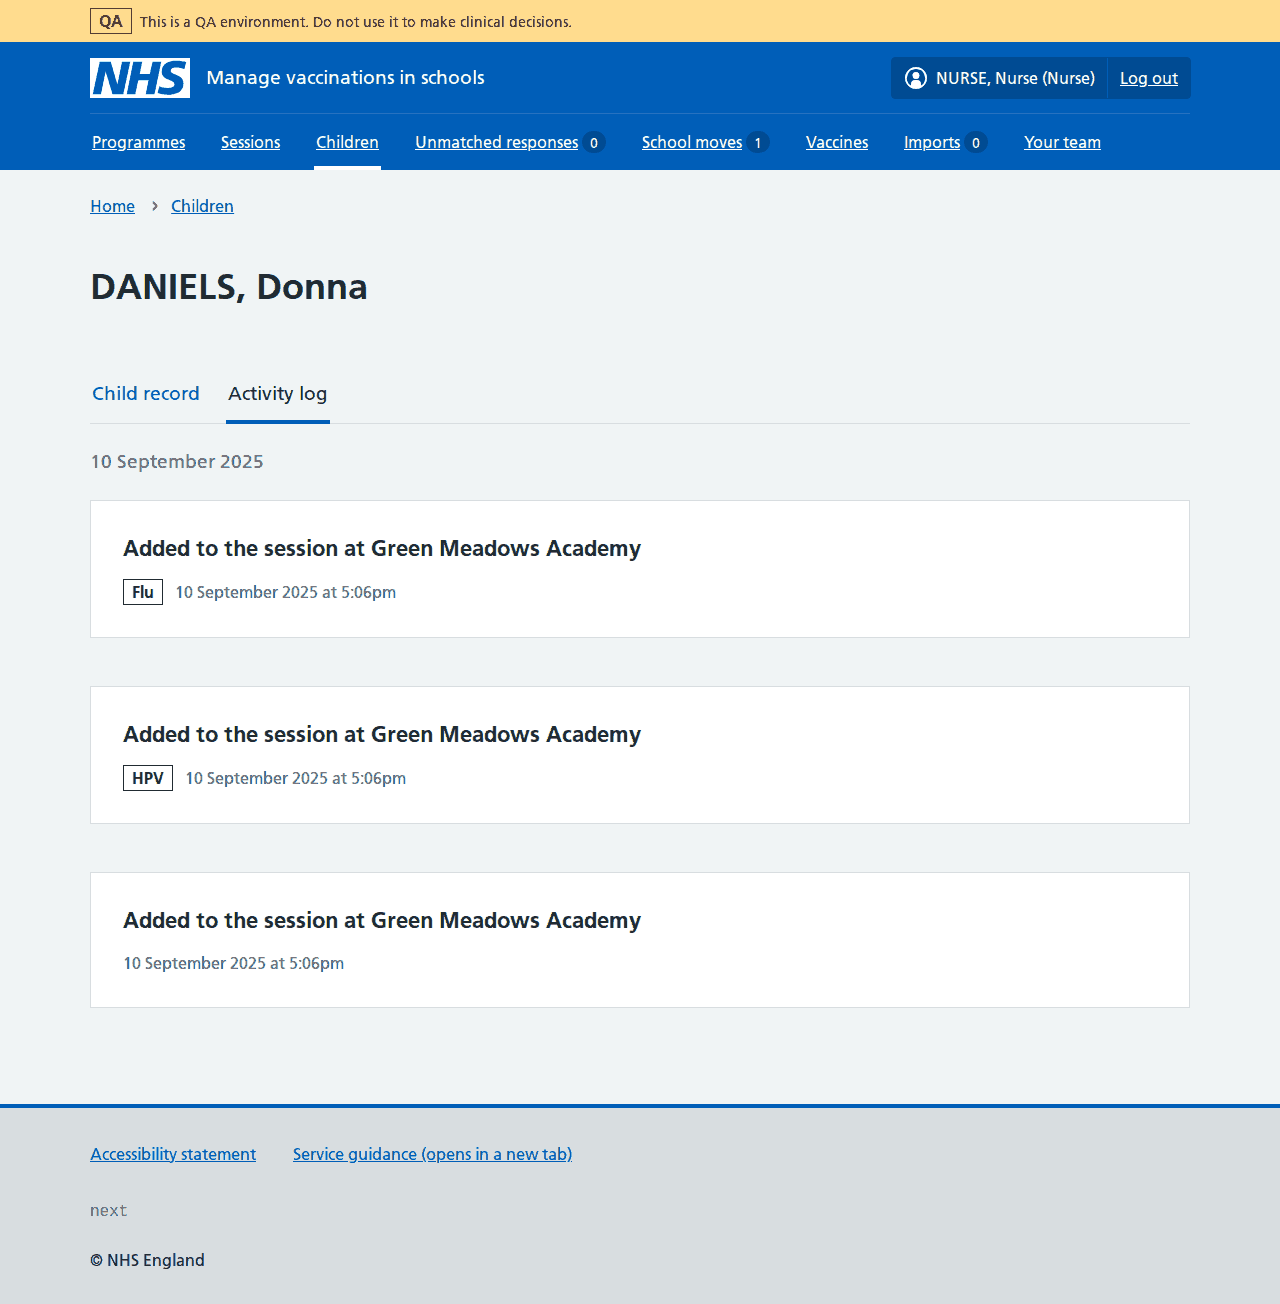 QA This is a QA environment. Do not use it to make clinical decisions.
NHS Manage vaccinations in schools NURSE, Nurse (Nurse) Log out
Programmes Sessions Children Unmatched responses 0 School moves 1 Vaccines Imports 0 Your team
Home › Children
DANIELS, Donna
Child record Activity log
10 September 2025
Added to the session at Green Meadows Academy
Flu 10 September 2025 at 5:06pm
Added to the session at Green Meadows Academy
HPV 10 September 2025 at 5:06pm
Added to the session at Green Meadows Academy
10 September 2025 at 5:06pm
Accessibility statement Service guidance (opens in a new tab)
next
© NHS England